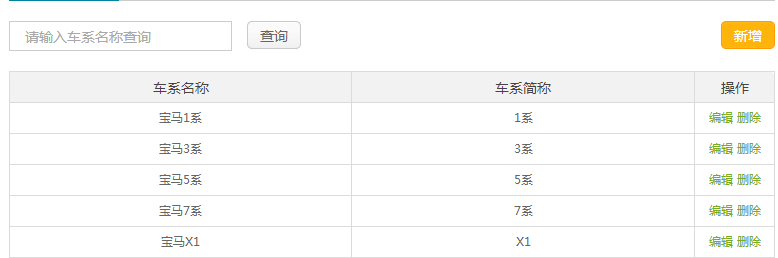 请输入车系名称查询 查询 新增
车系名称 车系简称 操作
宝马1系 1系 编辑 删除
宝马3系 3系 编辑 删除
宝马5系 5系 编辑 删除
宝马7系 7系 编辑 删除
宝马X1 X1 编辑 删除